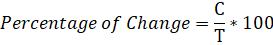 Percentage of Change = C/T * 100